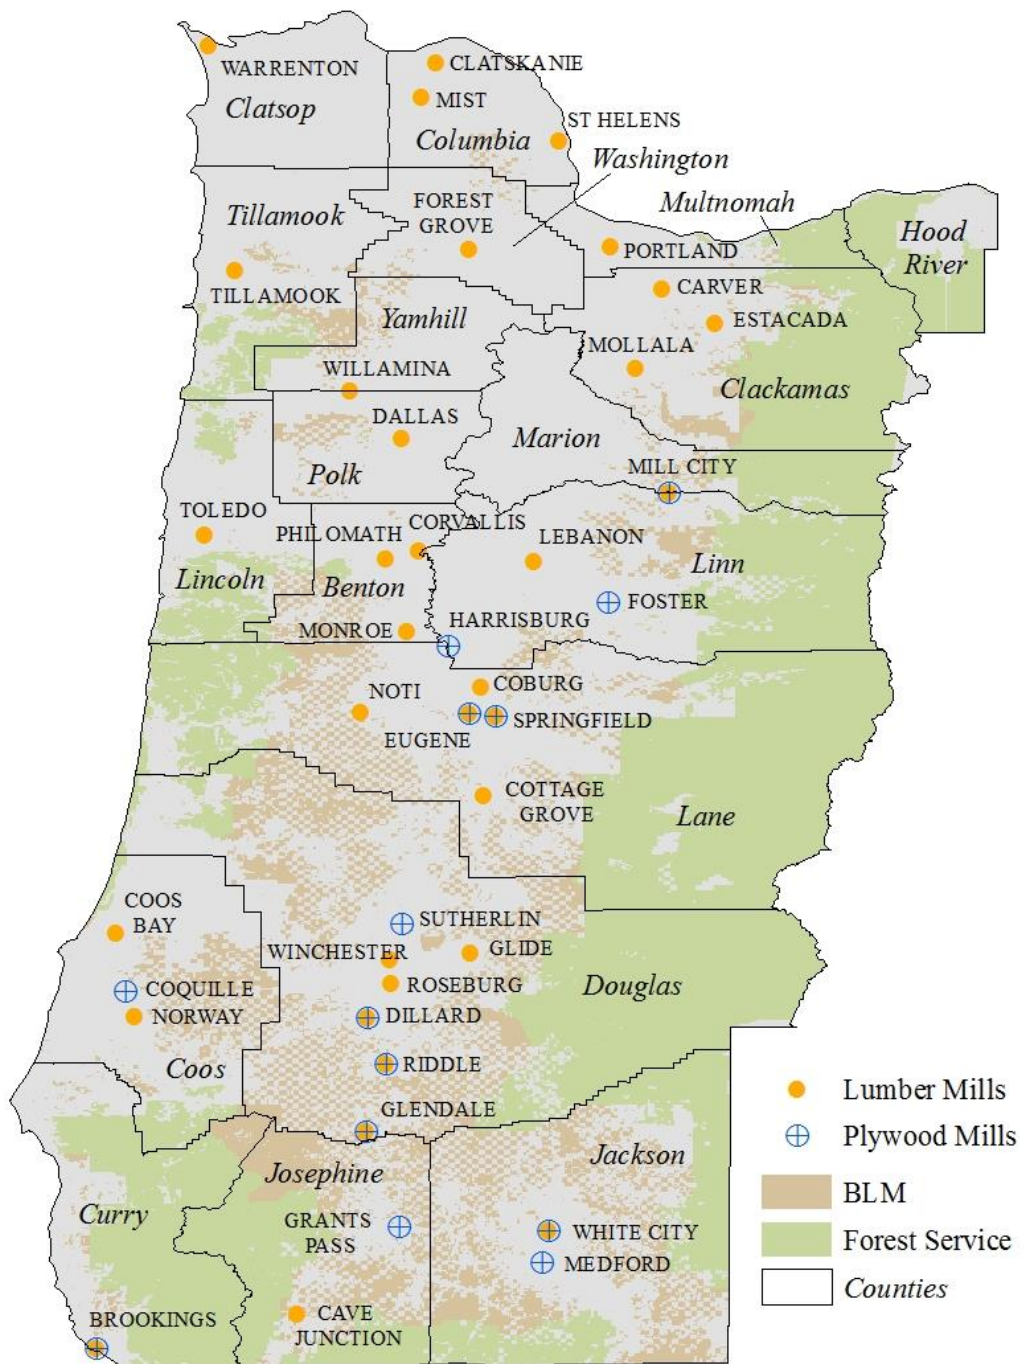 WARRENTON
CLATSKANIE
MIST
Clatsop
Columbia
ST HELENS
Washington
Tillamook
FOREST
GROVE
Multnomah
PORTLAND
Hood
River
TILLAMOOK
CARVER
Yamhill
ESTACADA
MOLLALA
WILLAMINA
Clackamas
DALLAS
Marion
Polk
MILL CITY
TOLEDO
PHILOMATH
CORVALLIS
LEBANON
Lincoln
Benton
Linn
FOSTER
HARRISBURG
MONROE
NOTI
COBURG
EUGENE
SPRINGFIELD
COTTAGE
GROVE
Lane
COOS
BAY
SUTHERLIN
WINCHESTER
GLIDE
COQUILLE
ROSEBURG
Douglas
NORWAY
DILLARD
Coos
RIDDLE
GLENDALE
Josephine
Jackson
Curry
GRANTS
PASS
WHITE CITY
MEDFORD
BROOKINGS
CAVE
JUNCTION
Lumber Mills
Plywood Mills
BLM
Forest Service
Counties